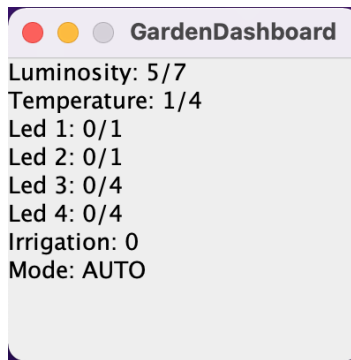 GardenDashboard
Luminosity: 5/7
Temperature: 1/4
Led 1: 0/1
Led 2: 0/1
Led 3: 0/4
Led 4: 0/4
Irrigation: 0
Mode: AUTO